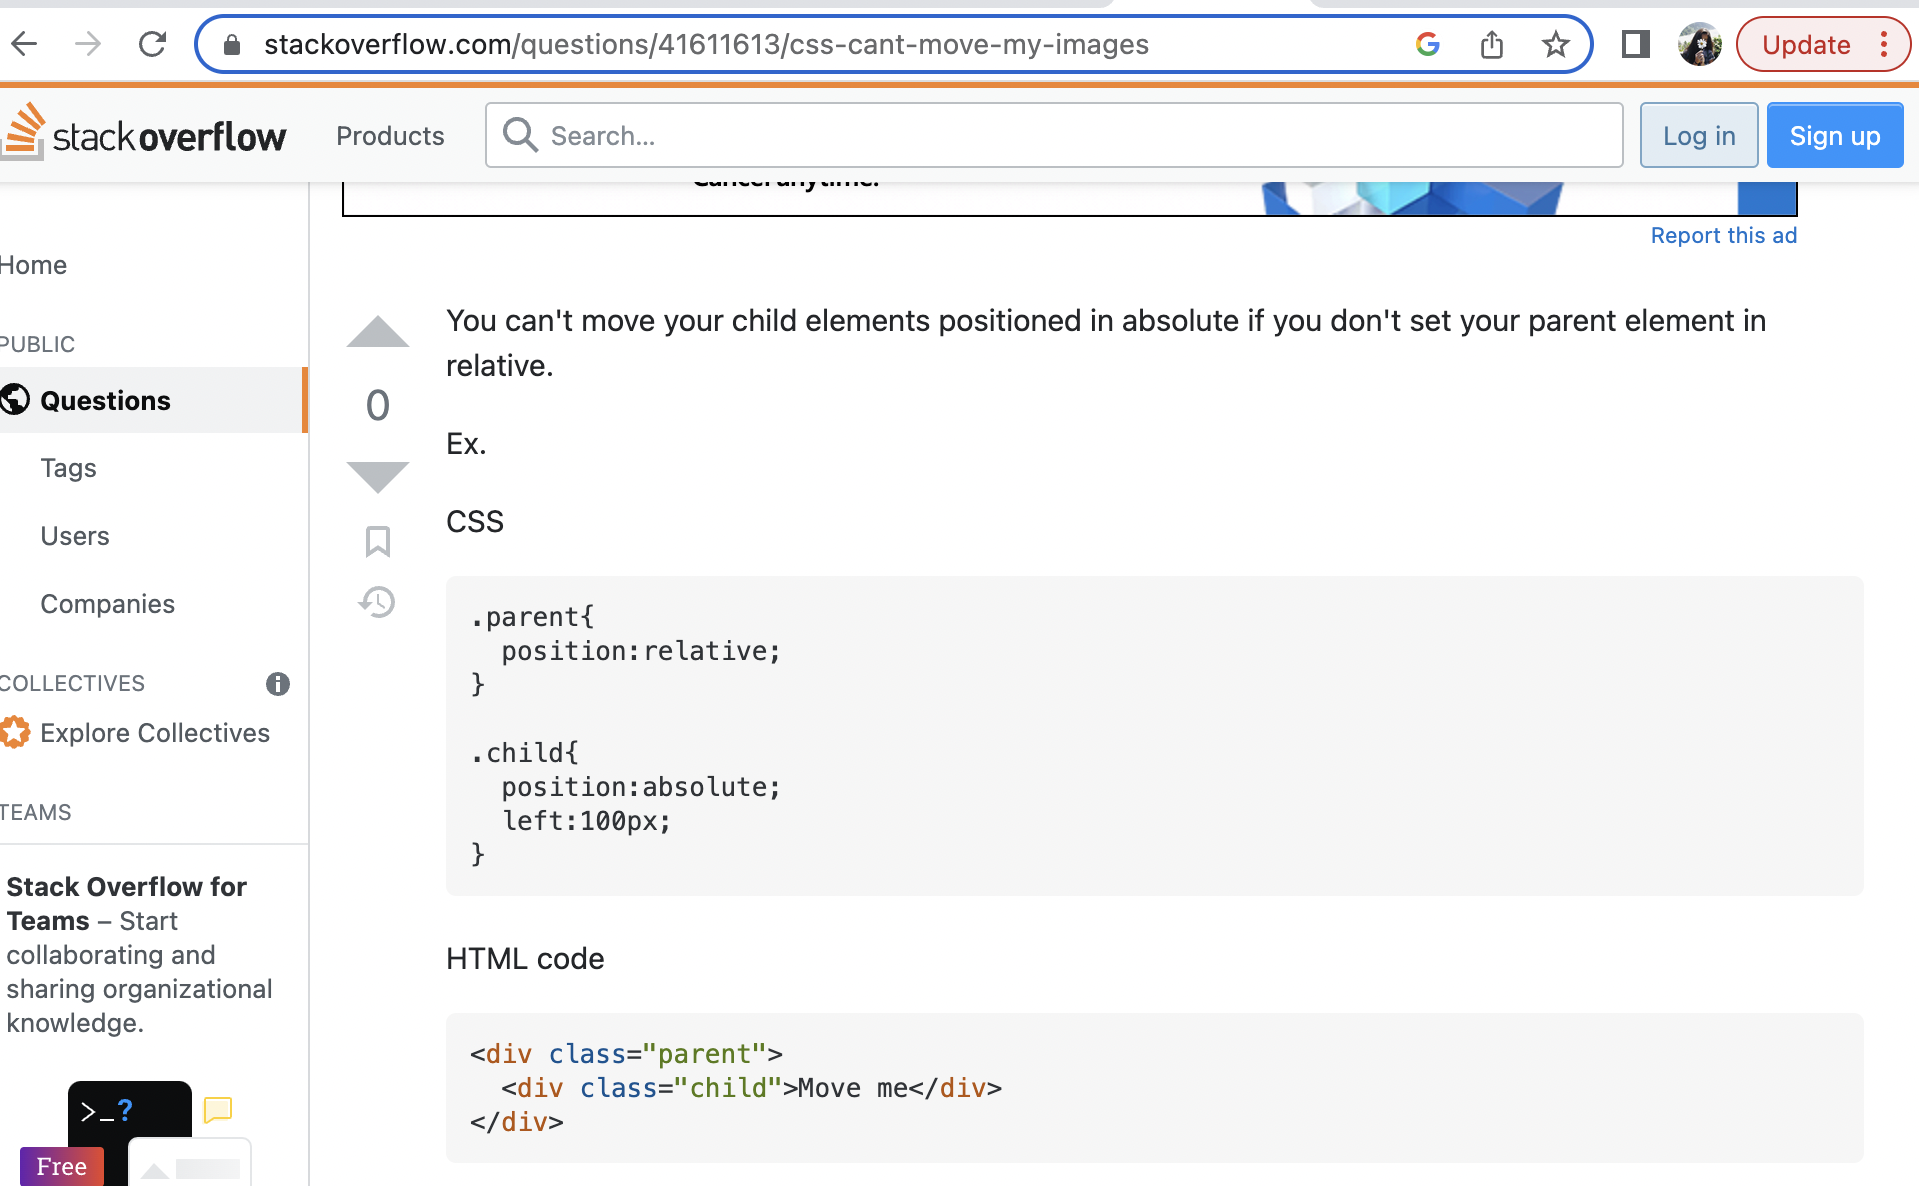 stackoverflow.com/questions/41611613/css-cant-move-my-images
Update
stackoverflow
Products
Search...
Log in
Sign up
Cancel anytime.
Report this ad
Home
PUBLIC
Questions
Tags
Users
Companies
COLLECTIVES
Explore Collectives
TEAMS
Stack Overflow for
Teams – Start
collaborating and
sharing organizational
knowledge.
>_?
Free
You can't move your child elements positioned in absolute if you don't set your parent element in
relative.
0
Ex.
CSS
.parent{
  position:relative;
}
.child{
  position:absolute;
  left:100px;
}
HTML code
<div class="parent">
  <div class="child">Move me</div>
</div>